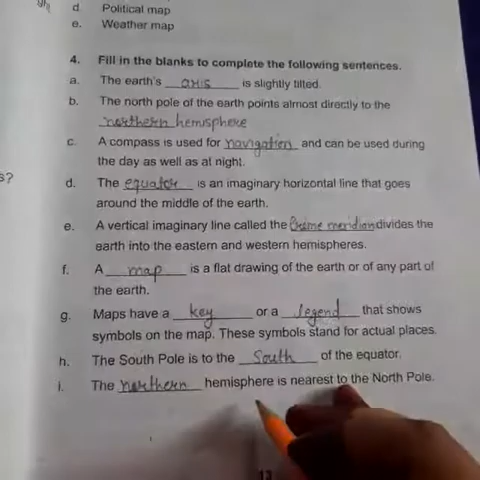 d. Political map
e. Weather map
4. Fill in the blanks to complete the following sentences.
a. The earth's axis is slightly tilted.
b. The north pole of the earth points almost directly to the
northern hemisphere
c. A compass is used for navigation and can be used during
the day as well as at night.
s?
d. The equator is an imaginary horizontal line that goes
around the middle of the earth.
e. A vertical imaginary line called the Prime meridian divides the
earth into the eastern and western hemispheres.
f. A map is a flat drawing of the earth or of any part of
the earth.
g. Maps have a key or a legend that shows
symbols on the map. These symbols stand for actual places.
h. The South Pole is to the South of the equator.
i. The northern hemisphere is nearest to the North Pole.
13